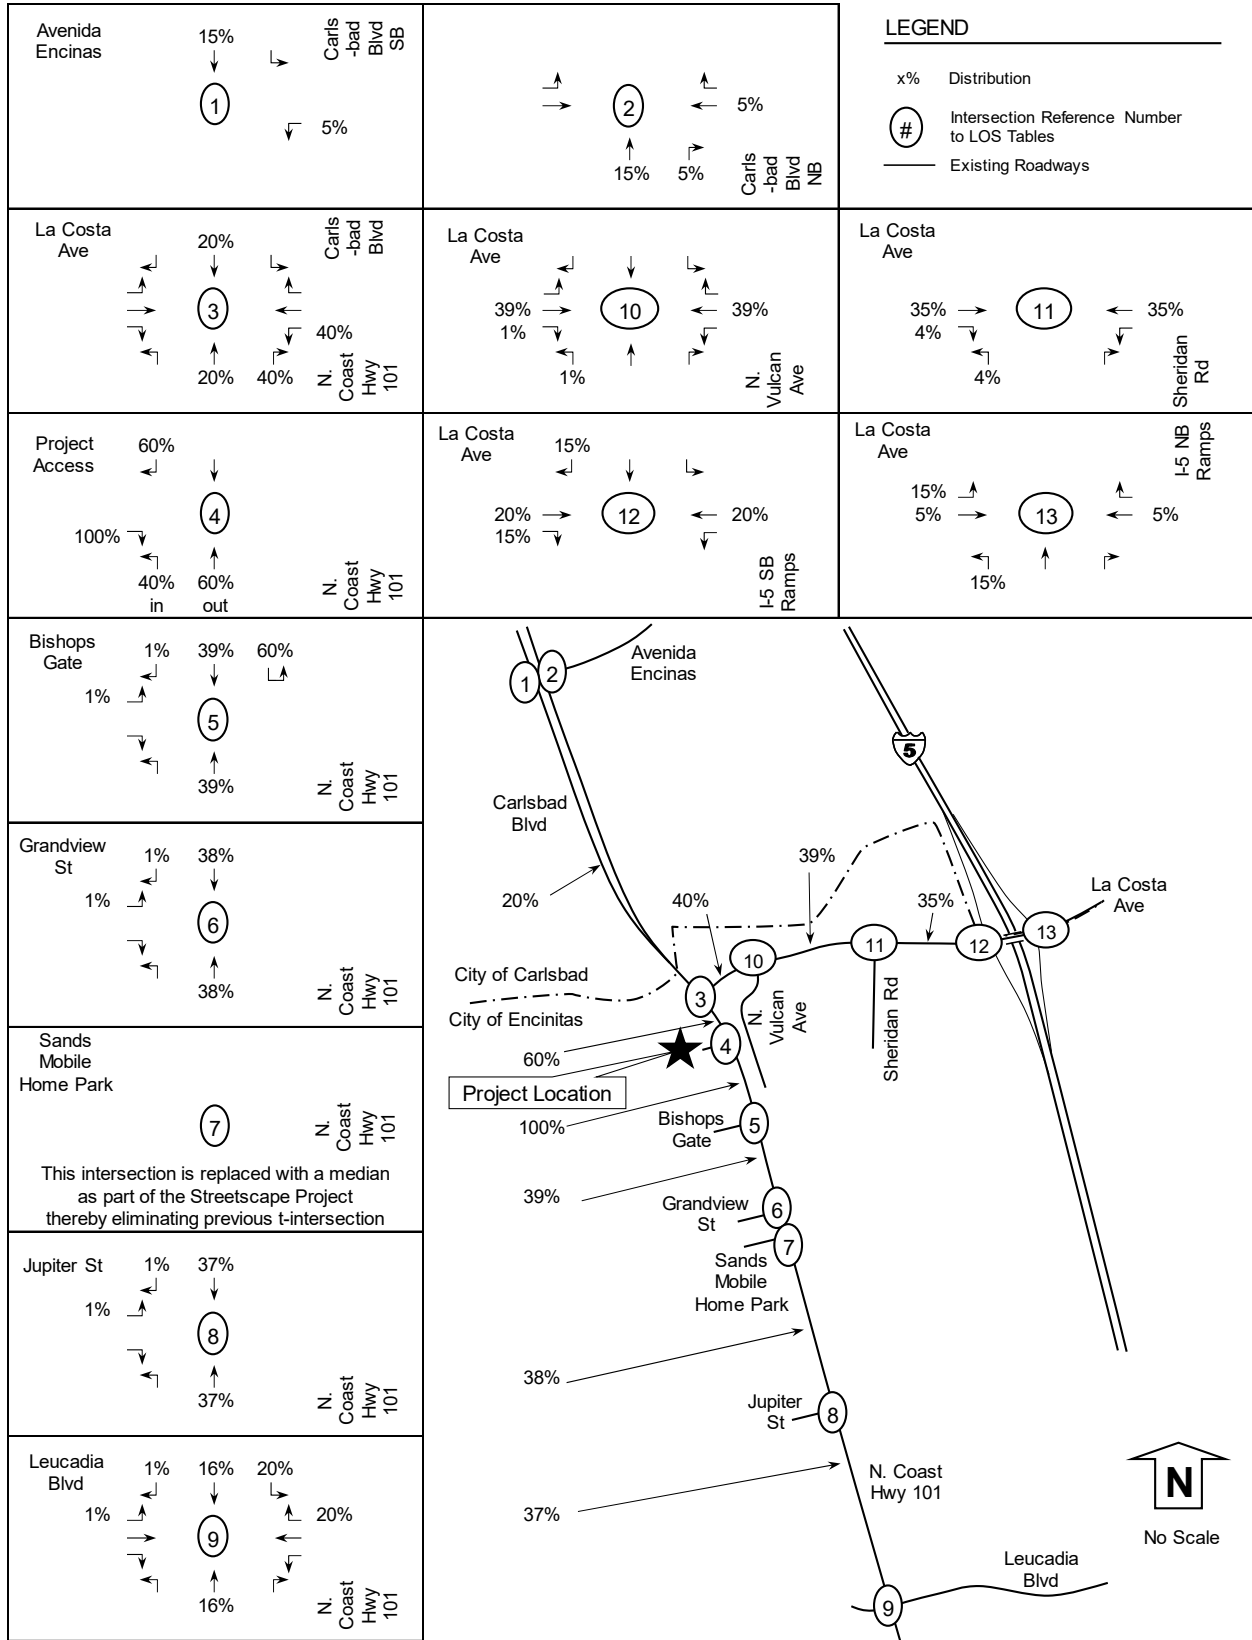 Avenida
Encinas
15%
Carls
-bad
Blvd
SB
1
5%
2
5%
15% 5%
Carls
-bad
Blvd
NB
LEGEND
x% Distribution
# Intersection Reference Number
to LOS Tables
Existing Roadways
La Costa
Ave
20%
Carls
-bad
Blvd
3
40%
20% 40%
N.
Coast
Hwy
101
La Costa
Ave
39%
10
39%
1%
1%
N.
Vulcan
Ave
La Costa
Ave
35%
11
35%
4%
4%
Sheridan
Rd
Project
Access
60%
4
100%
40% 60%
in out
N.
Coast
Hwy
101
La Costa
Ave
15%
20%
12
20%
15%
I-5 SB
Ramps
La Costa
Ave
I-5 NB
Ramps
15%
5%
13
5%
15%
Bishops
Gate
1% 39% 60%
1%
5
39%
N.
Coast
Hwy
101
Grandview
St
1% 38%
1%
6
38%
N.
Coast
Hwy
101
Sands
Mobile
Home Park
7
N.
Coast
Hwy
101
This intersection is replaced with a median
as part of the Streetscape Project
thereby eliminating previous t-intersection
Jupiter St
1% 37%
1%
8
37%
N.
Coast
Hwy
101
Leucadia
Blvd
1% 16% 20%
1%
20%
9
16%
N.
Coast
Hwy
101
1
2
Avenida
Encinas
5
Carlsbad
Blvd
39%
20%
40%
35%
La Costa
Ave
10
11
12
13
City of Carlsbad
City of Encinitas
3
N.
Vulcan
Ave
Sheridan Rd
60%
4
Project Location
100%
Bishops
Gate
5
39%
Grandview
St
6
7
Sands
Mobile
Home Park
38%
Jupiter
St
8
37%
N. Coast
Hwy 101
N
No Scale
Leucadia
Blvd
9